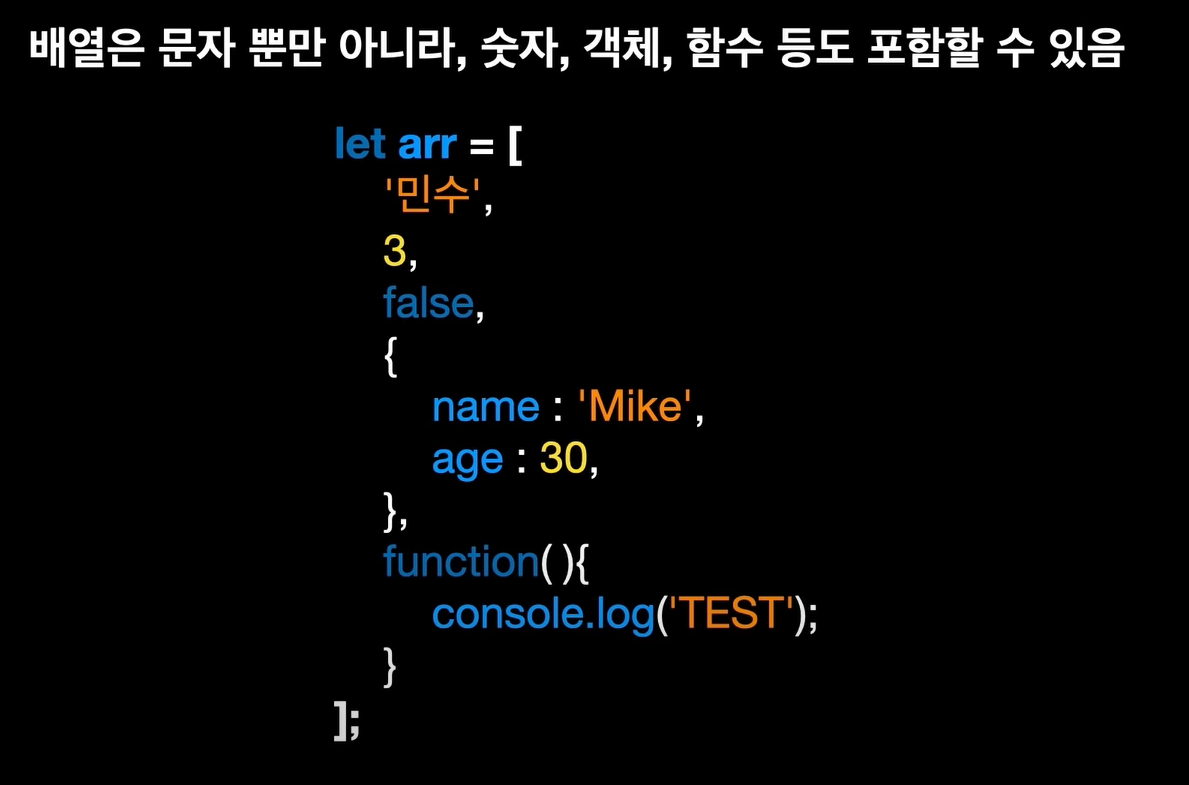 배열은 문자 뿐만 아니라, 숫자, 객체, 함수 등도 포함할 수 있음
let arr = [
'민수',
3,
false,
{
name : 'Mike',
age : 30,
},
function( ){
console.log('TEST');
}
];